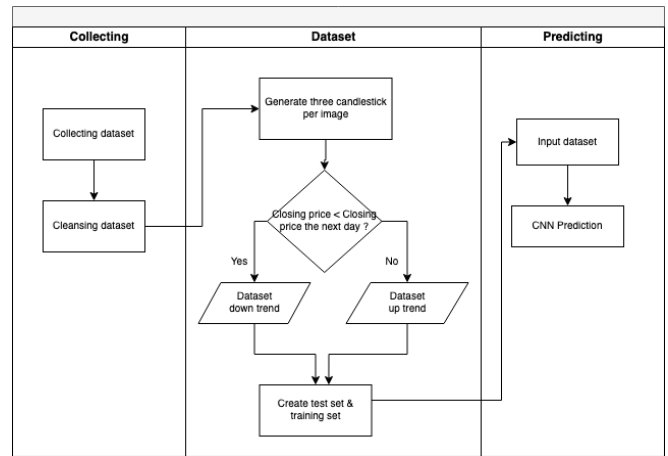 Collecting
Dataset
Predicting
Collecting dataset
Cleansing dataset
Generate three candlestick
per image
Closing price < Closing
price the next day ?
Yes
No
Dataset
down trend
Dataset
up trend
Create test set &
training set
Input dataset
CNN Prediction